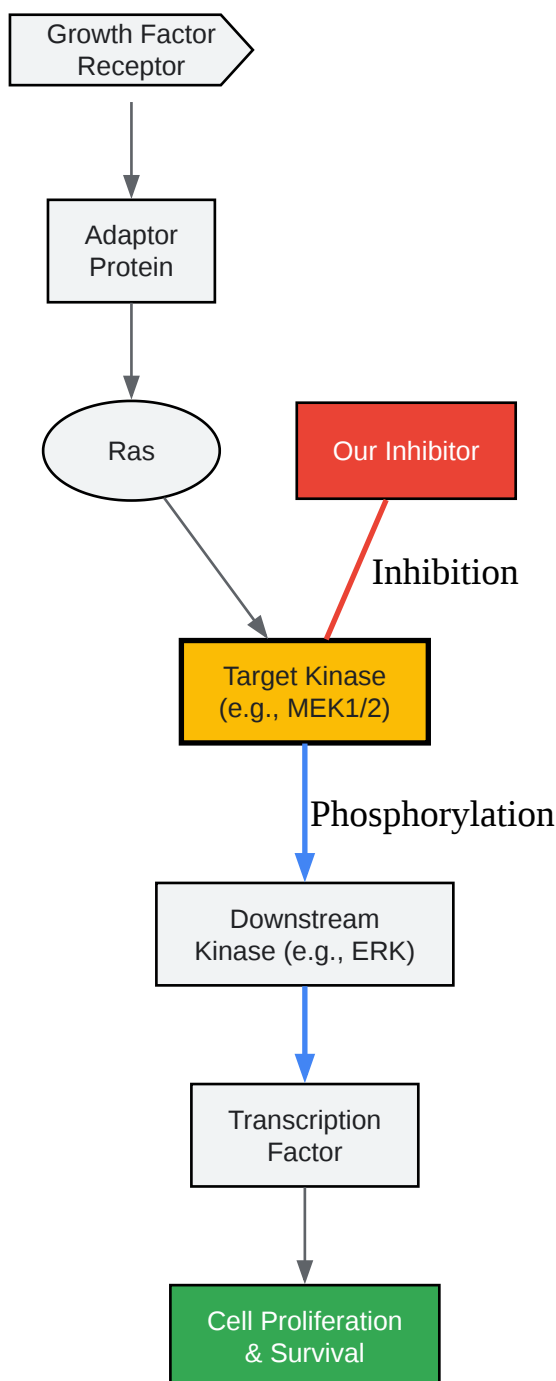 Growth Factor
Receptor
Adaptor
Protein
Ras
Our Inhibitor
Inhibition
Target Kinase
(e.g., MEK1/2)
Phosphorylation
Downstream
Kinase (e.g., ERK)
Transcription
Factor
Cell Proliferation
& Survival